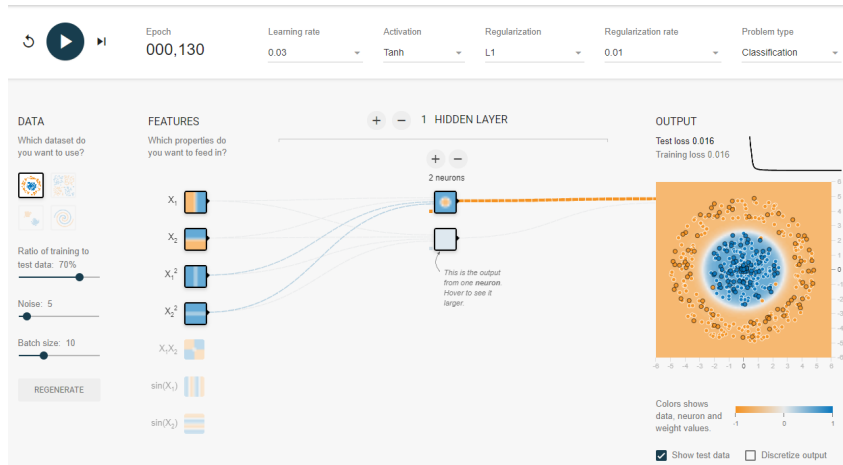 Epoch
000,130
Learning rate
0.03
Activation
Tanh
Regularization
L1
Regularization rate
0.01
Problem type
Classification
DATA
Which dataset do
you want to use?
Ratio of training to
test data: 70%
Noise: 5
Batch size: 10
REGENERATE
FEATURES
Which properties do
you want to feed in?
X₁
X₂
X₁²
X₂²
X₁X₂
sin(X₁)
sin(X₂)
+ − 1 HIDDEN LAYER
+ −
2 neurons
This is the output
from one neuron.
Hover to see it
larger.
OUTPUT
Test loss 0.016
Training loss 0.016
6
5
4
3
2
1
0
-1
-2
-3
-4
-5
-6
-6 -5 -4 -3 -2 -1 0 1 2 3 4 5 6
Colors shows
data, neuron and
weight values.
-1 0 1
Show test data
Discretize output